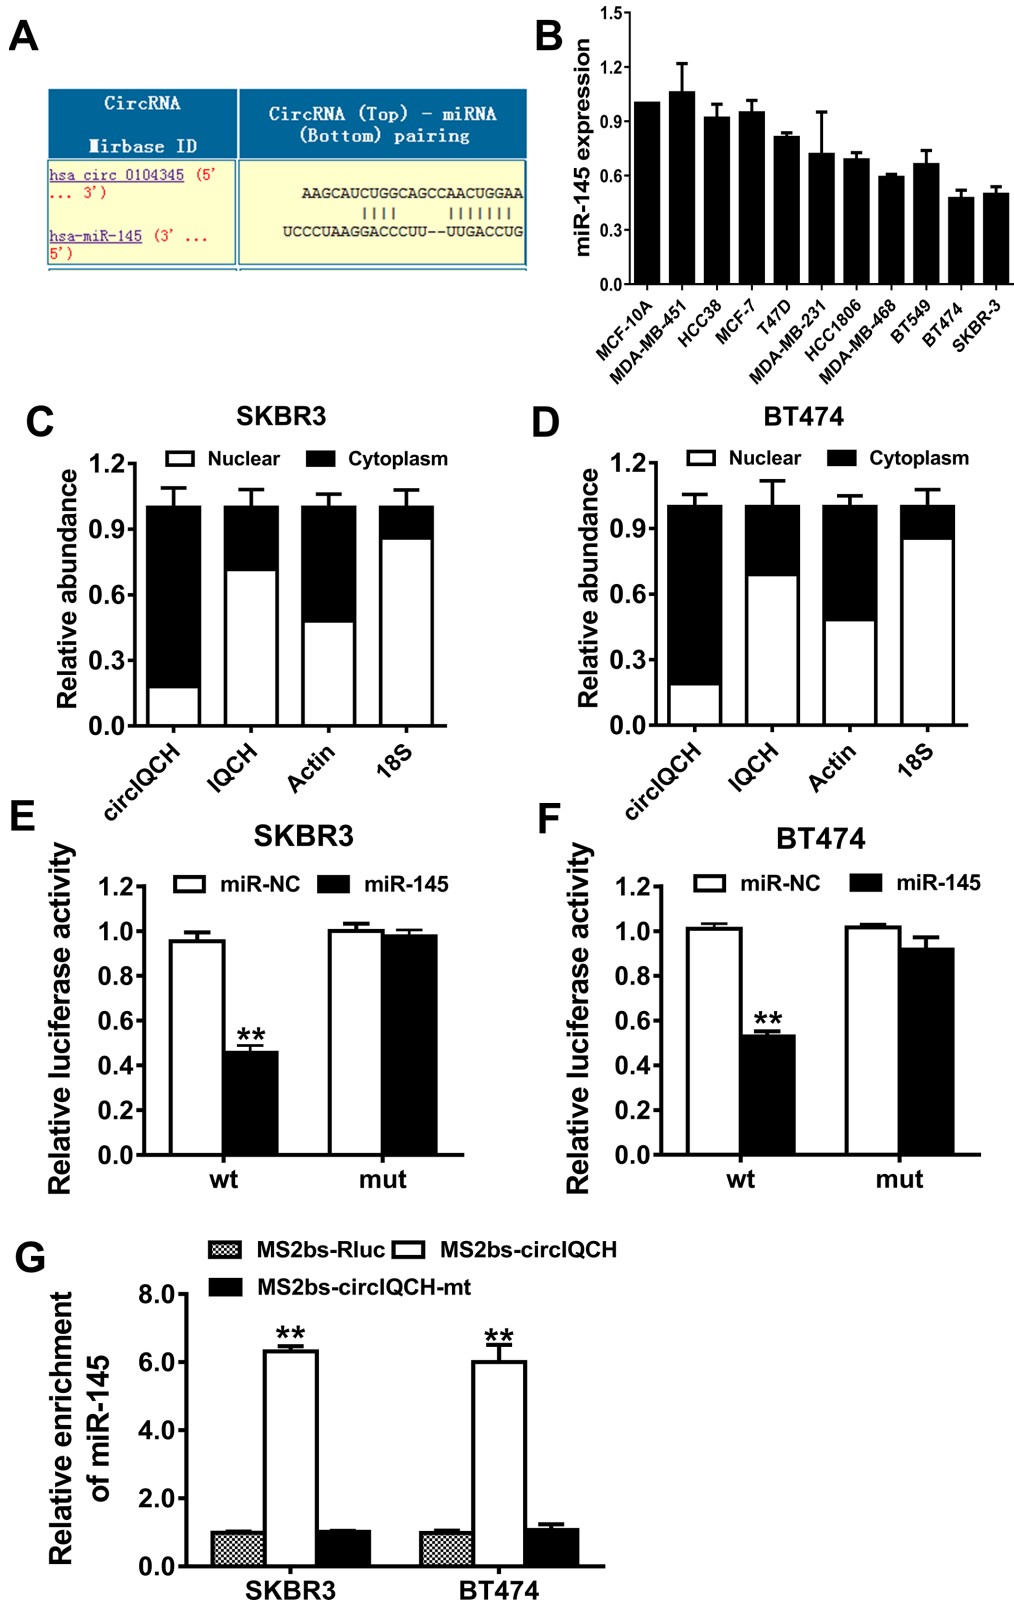 A
CircRNA
Mirbase ID
CircRNA (Top) - miRNA
(Bottom) pairing
hsa_circ_0104345 (5'
... 3')
hsa-miR-145 (3' ...
5')
AAGCAUCUGGCAGCCAACUGGAA
|||| |||||||
UCCCUAAGGACCCUU--UUGACCUG
B
miR-145 expression
1.5
1.2
0.9
0.6
0.3
0.0
MCF-10A
MDA-MB-451
HCC38
MCF-7
T47D
MDA-MB-231
HCC1806
MDA-MB-468
BT549
BT474
SKBR-3
C
SKBR3
Nuclear Cytoplasm
Relative abundance
1.2
0.9
0.6
0.3
0.0
circIQCH
IQCH
Actin
18S
D
BT474
Nuclear Cytoplasm
Relative abundance
1.2
0.9
0.6
0.3
0.0
circIQCH
IQCH
Actin
18S
E
SKBR3
miR-NC miR-145
Relative luciferase activity
1.2
1.0
0.8
0.6
0.4
0.2
0.0
**
wt mut
F
BT474
miR-NC miR-145
Relative luciferase activity
1.2
1.0
0.8
0.6
0.4
0.2
0.0
**
wt mut
G
MS2bs-Rluc MS2bs-circIQCH
MS2bs-circIQCH-mt
Relative enrichment
of miR-145
8.0
6.0
4.0
2.0
0.0
** **
SKBR3 BT474